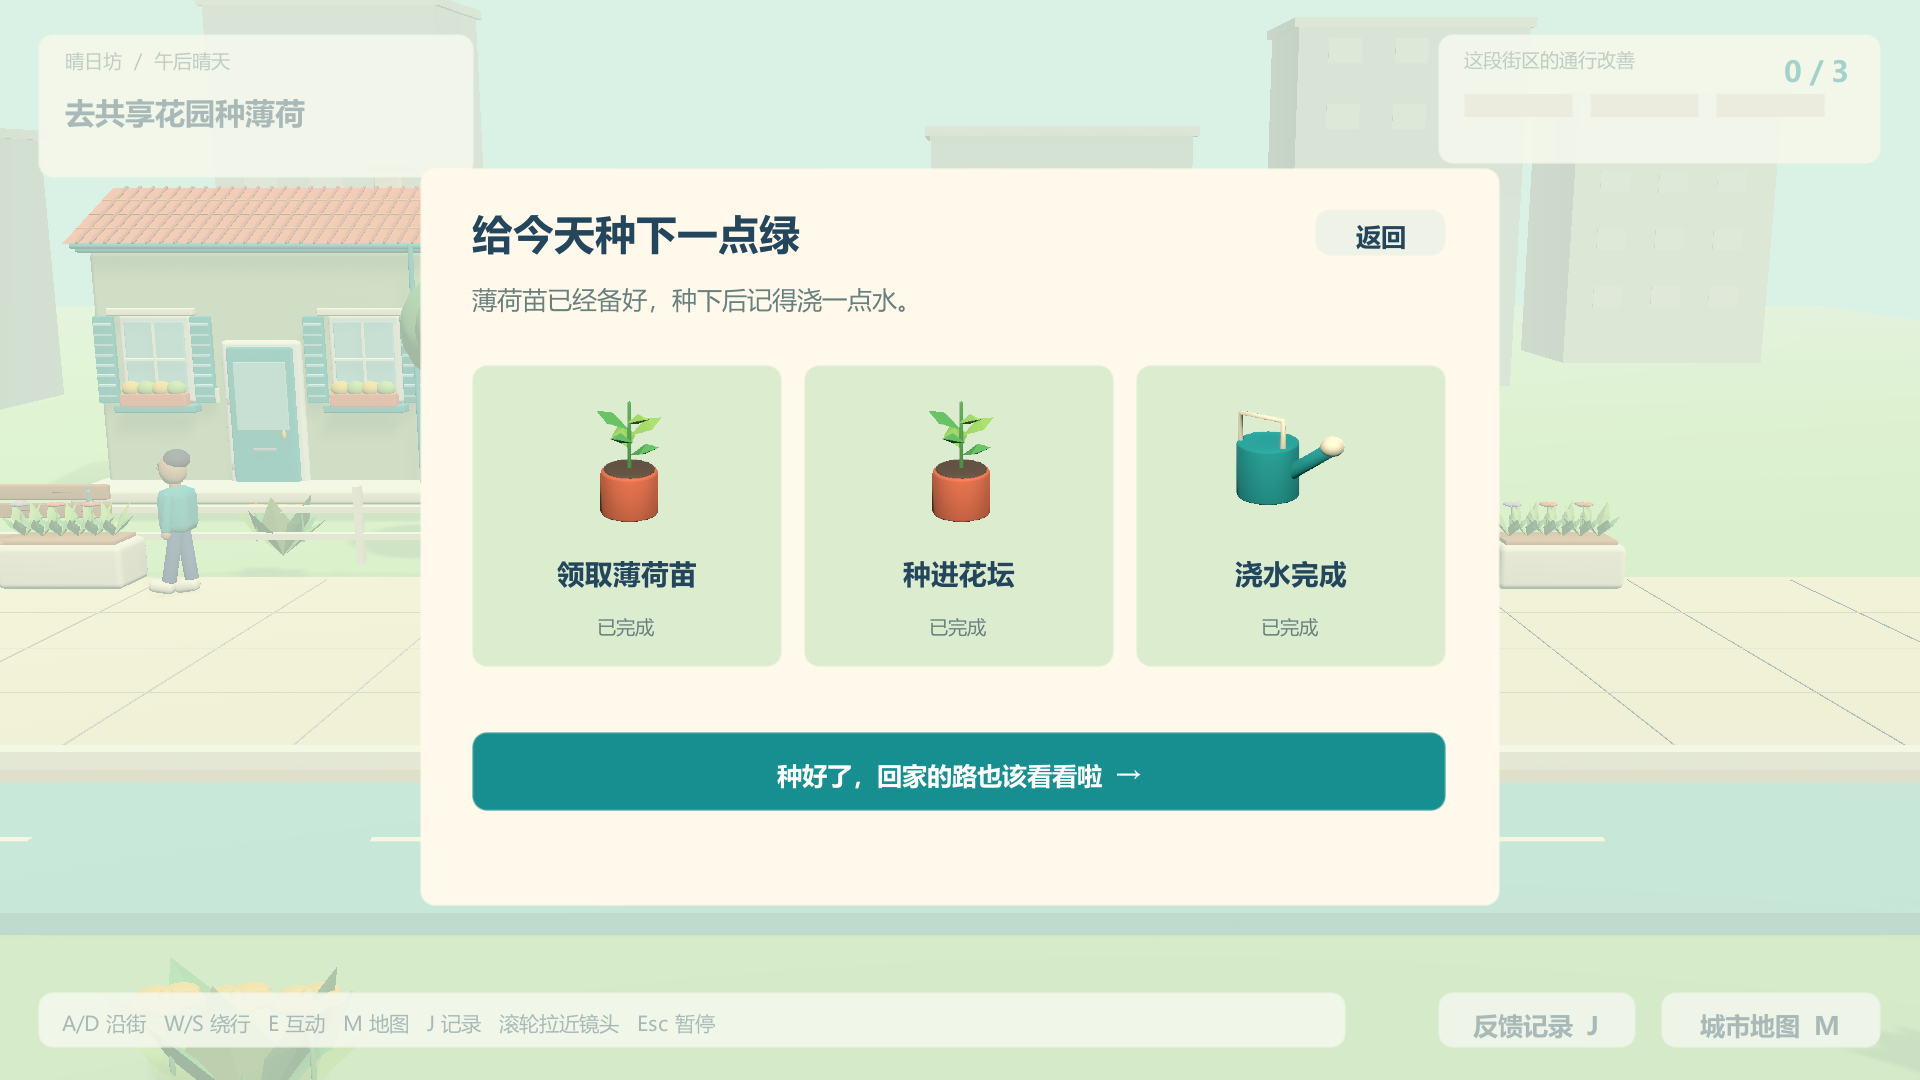 晴日坊 / 午后晴天
去共享花园种薄荷
这段街区的通行改善
0 / 3
给今天种下一点绿
返回
薄荷苗已经备好，种下后记得浇一点水。
领取薄荷苗
已完成
种进花坛
已完成
浇水完成
已完成
种好了，回家的路也该看看啦 →
A/D 沿街 W/S 绕行 E 互动 M 地图 J 记录 滚轮拉近镜头 Esc 暂停
反馈记录 J
城市地图 M